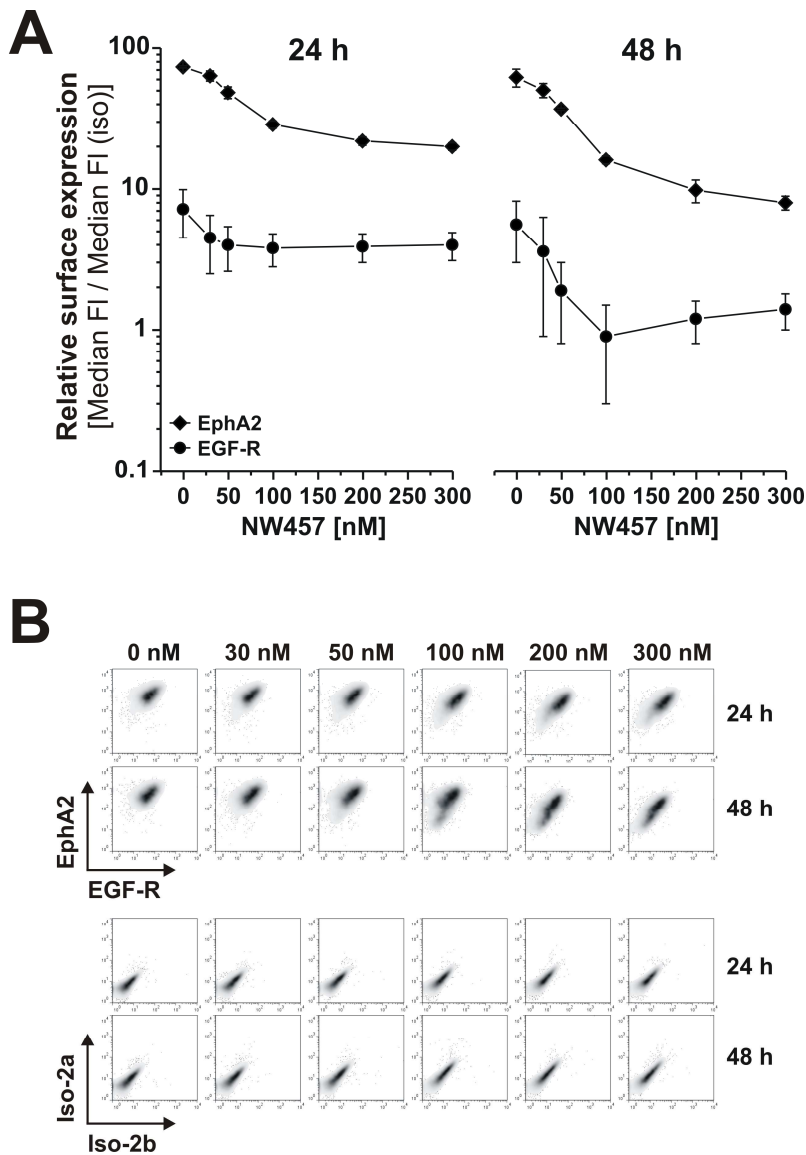 A
24 h
48 h
Relative surface expression
[Median FI / Median FI (iso)]
100
10
1
0.1
EphA2
EGF-R
0 50 100 150 200 250 300
0 50 100 150 200 250 300
NW457 [nM]
NW457 [nM]
B
0 nM 30 nM 50 nM 100 nM 200 nM 300 nM
24 h
48 h
EphA2
EGF-R
24 h
48 h
Iso-2a
Iso-2b